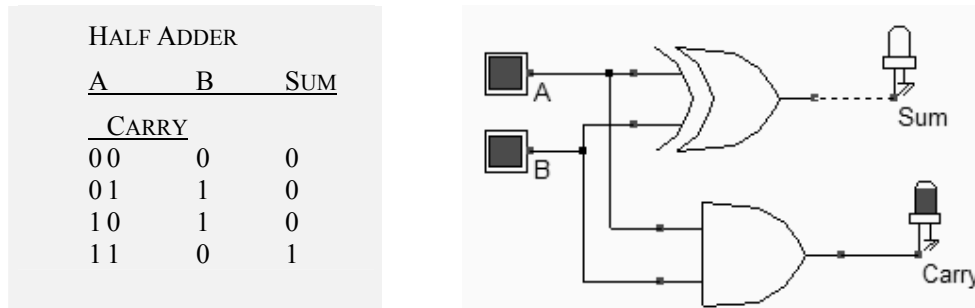 HALF ADDER
A B SUM
CARRY
0 0 0 0
0 1 1 0
1 0 1 0
1 1 0 1
A
B
Sum
Carry